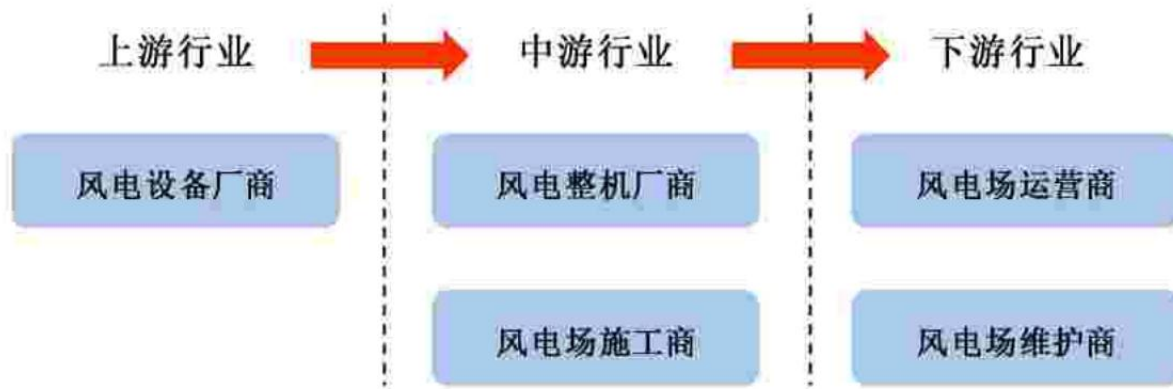 上游行业
中游行业
下游行业
风电设备厂商
风电整机厂商
风电场运营商
风电场施工商
风电场维护商